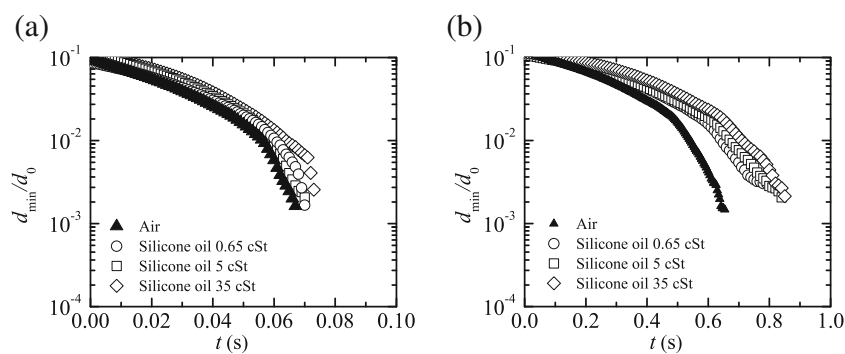 (a)
10⁻¹
10⁻²
10⁻³
10⁻⁴
d_min/d_0
Air
Silicone oil 0.65 cSt
Silicone oil 5 cSt
Silicone oil 35 cSt
0.00 0.02 0.04 0.06 0.08 0.10
t (s)
(b)
10⁻¹
10⁻²
10⁻³
10⁻⁴
d_min/d_0
Air
Silicone oil 0.65 cSt
Silicone oil 5 cSt
Silicone oil 35 cSt
0.0 0.2 0.4 0.6 0.8 1.0
t (s)